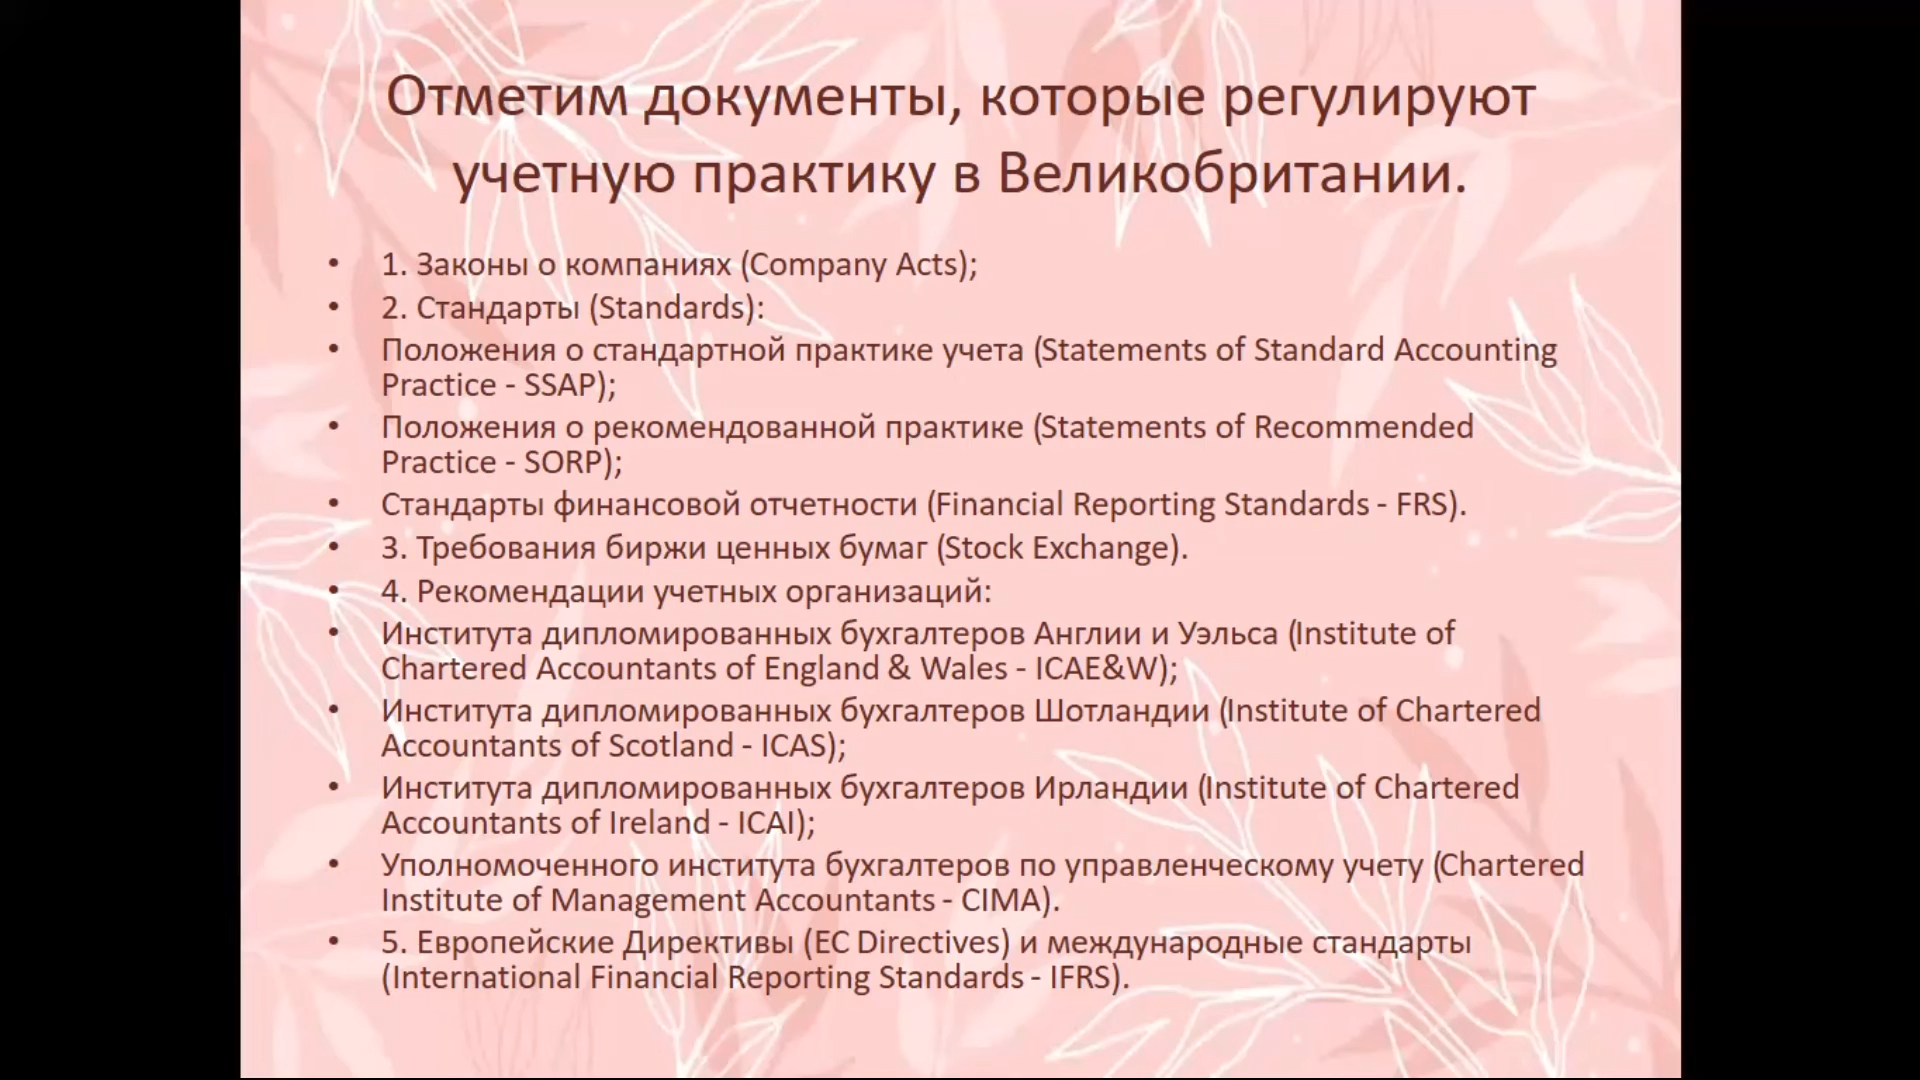 Отметим документы, которые регулируют
учетную практику в Великобритании.
• 1. Законы о компаниях (Company Acts);
• 2. Стандарты (Standards):
• Положения о стандартной практике учета (Statements of Standard Accounting
Practice - SSAP);
• Положения о рекомендованной практике (Statements of Recommended
Practice - SORP);
• Стандарты финансовой отчетности (Financial Reporting Standards - FRS).
• 3. Требования биржи ценных бумаг (Stock Exchange).
• 4. Рекомендации учетных организаций:
• Института дипломированных бухгалтеров Англии и Уэльса (Institute of
Chartered Accountants of England & Wales - ICAE&W);
• Института дипломированных бухгалтеров Шотландии (Institute of Chartered
Accountants of Scotland - ICAS);
• Института дипломированных бухгалтеров Ирландии (Institute of Chartered
Accountants of Ireland - ICAI);
• Уполномоченного института бухгалтеров по управленческому учету (Chartered
Institute of Management Accountants - CIMA).
• 5. Европейские Директивы (EC Directives) и международные стандарты
(International Financial Reporting Standards - IFRS).